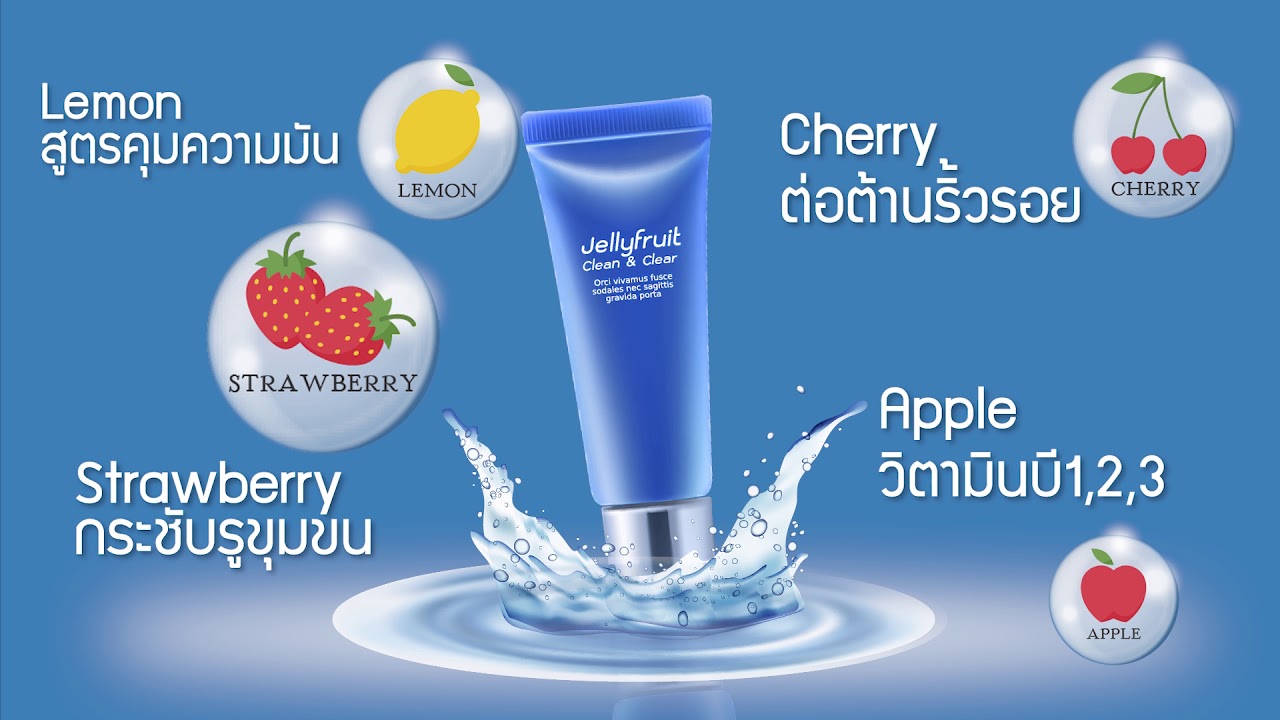 Lemon
สูตรคุมความมัน
LEMON
Cherry
ต่อต้านริ้วรอย
CHERRY
STRAWBERRY
Strawberry
กระชับรูขุมขน
Jellyfruit
Clean & Clear
Orci vivamus fusce
sodales nec sagittis
gravida porta
Apple
วิตามินบี1,2,3
APPLE